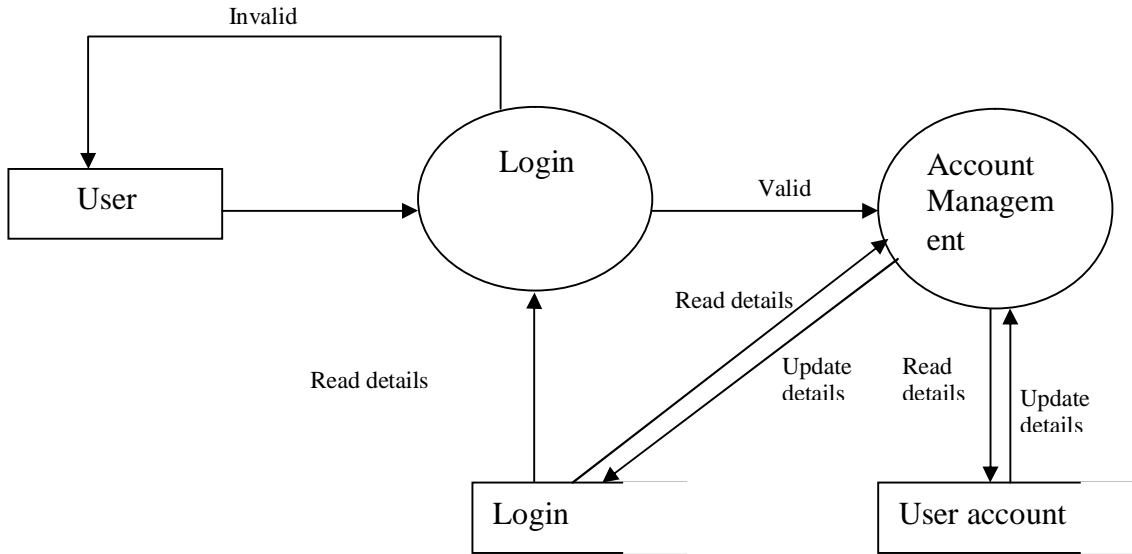 Invalid
User
Login
Valid
Account
Managem
ent
Read details
Read details
Update
details
Read
details
Update
details
Login
User account